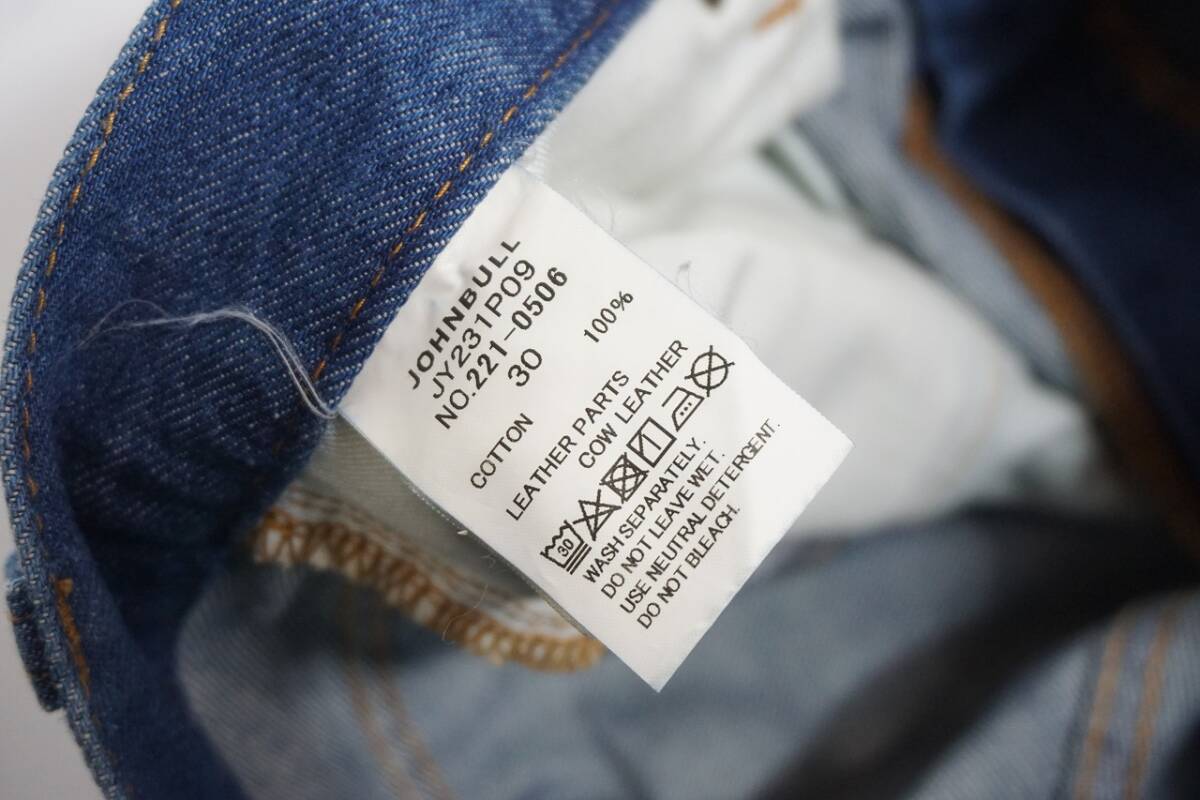 JOHNBULL
JY231P09
NO.221-0506
30
COTTON 100%
LEATHER PARTS
COW LEATHER
30
WASH SEPARATELY.
DO NOT LEAVE WET.
USE NEUTRAL DETERGENT.
DO NOT BLEACH.